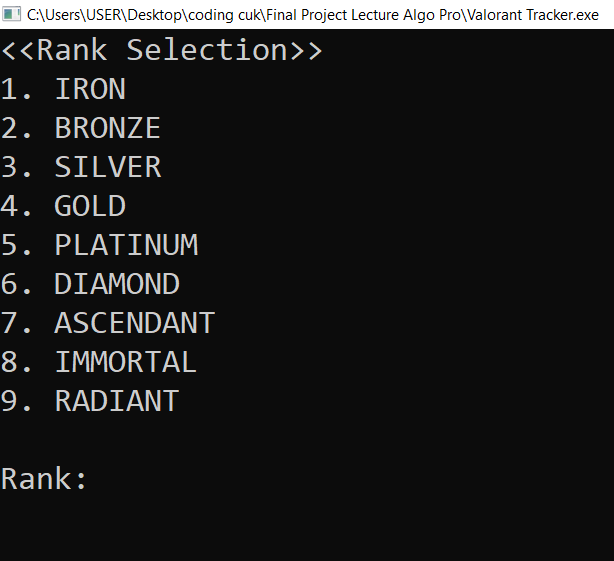 C:\Users\USER\Desktop\coding cuk\Final Project Lecture Algo Pro\Valorant Tracker.exe
<<Rank Selection>>
1. IRON
2. BRONZE
3. SILVER
4. GOLD
5. PLATINUM
6. DIAMOND
7. ASCENDANT
8. IMMORTAL
9. RADIANT
Rank: